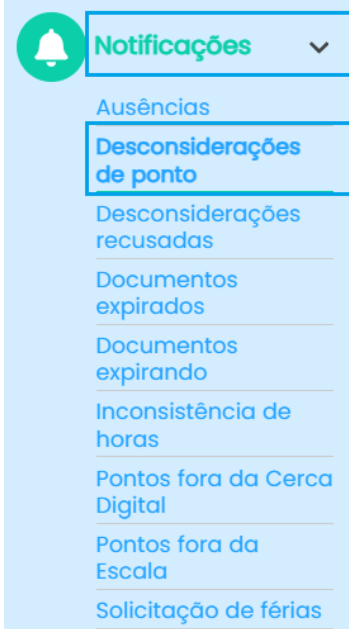 Notificações
Ausências
Desconsiderações
de ponto
Desconsiderações
recusadas
Documentos
expirados
Documentos
expirando
Inconsistência de
horas
Pontos fora da Cerca
Digital
Pontos fora da
Escala
Solicitação de férias